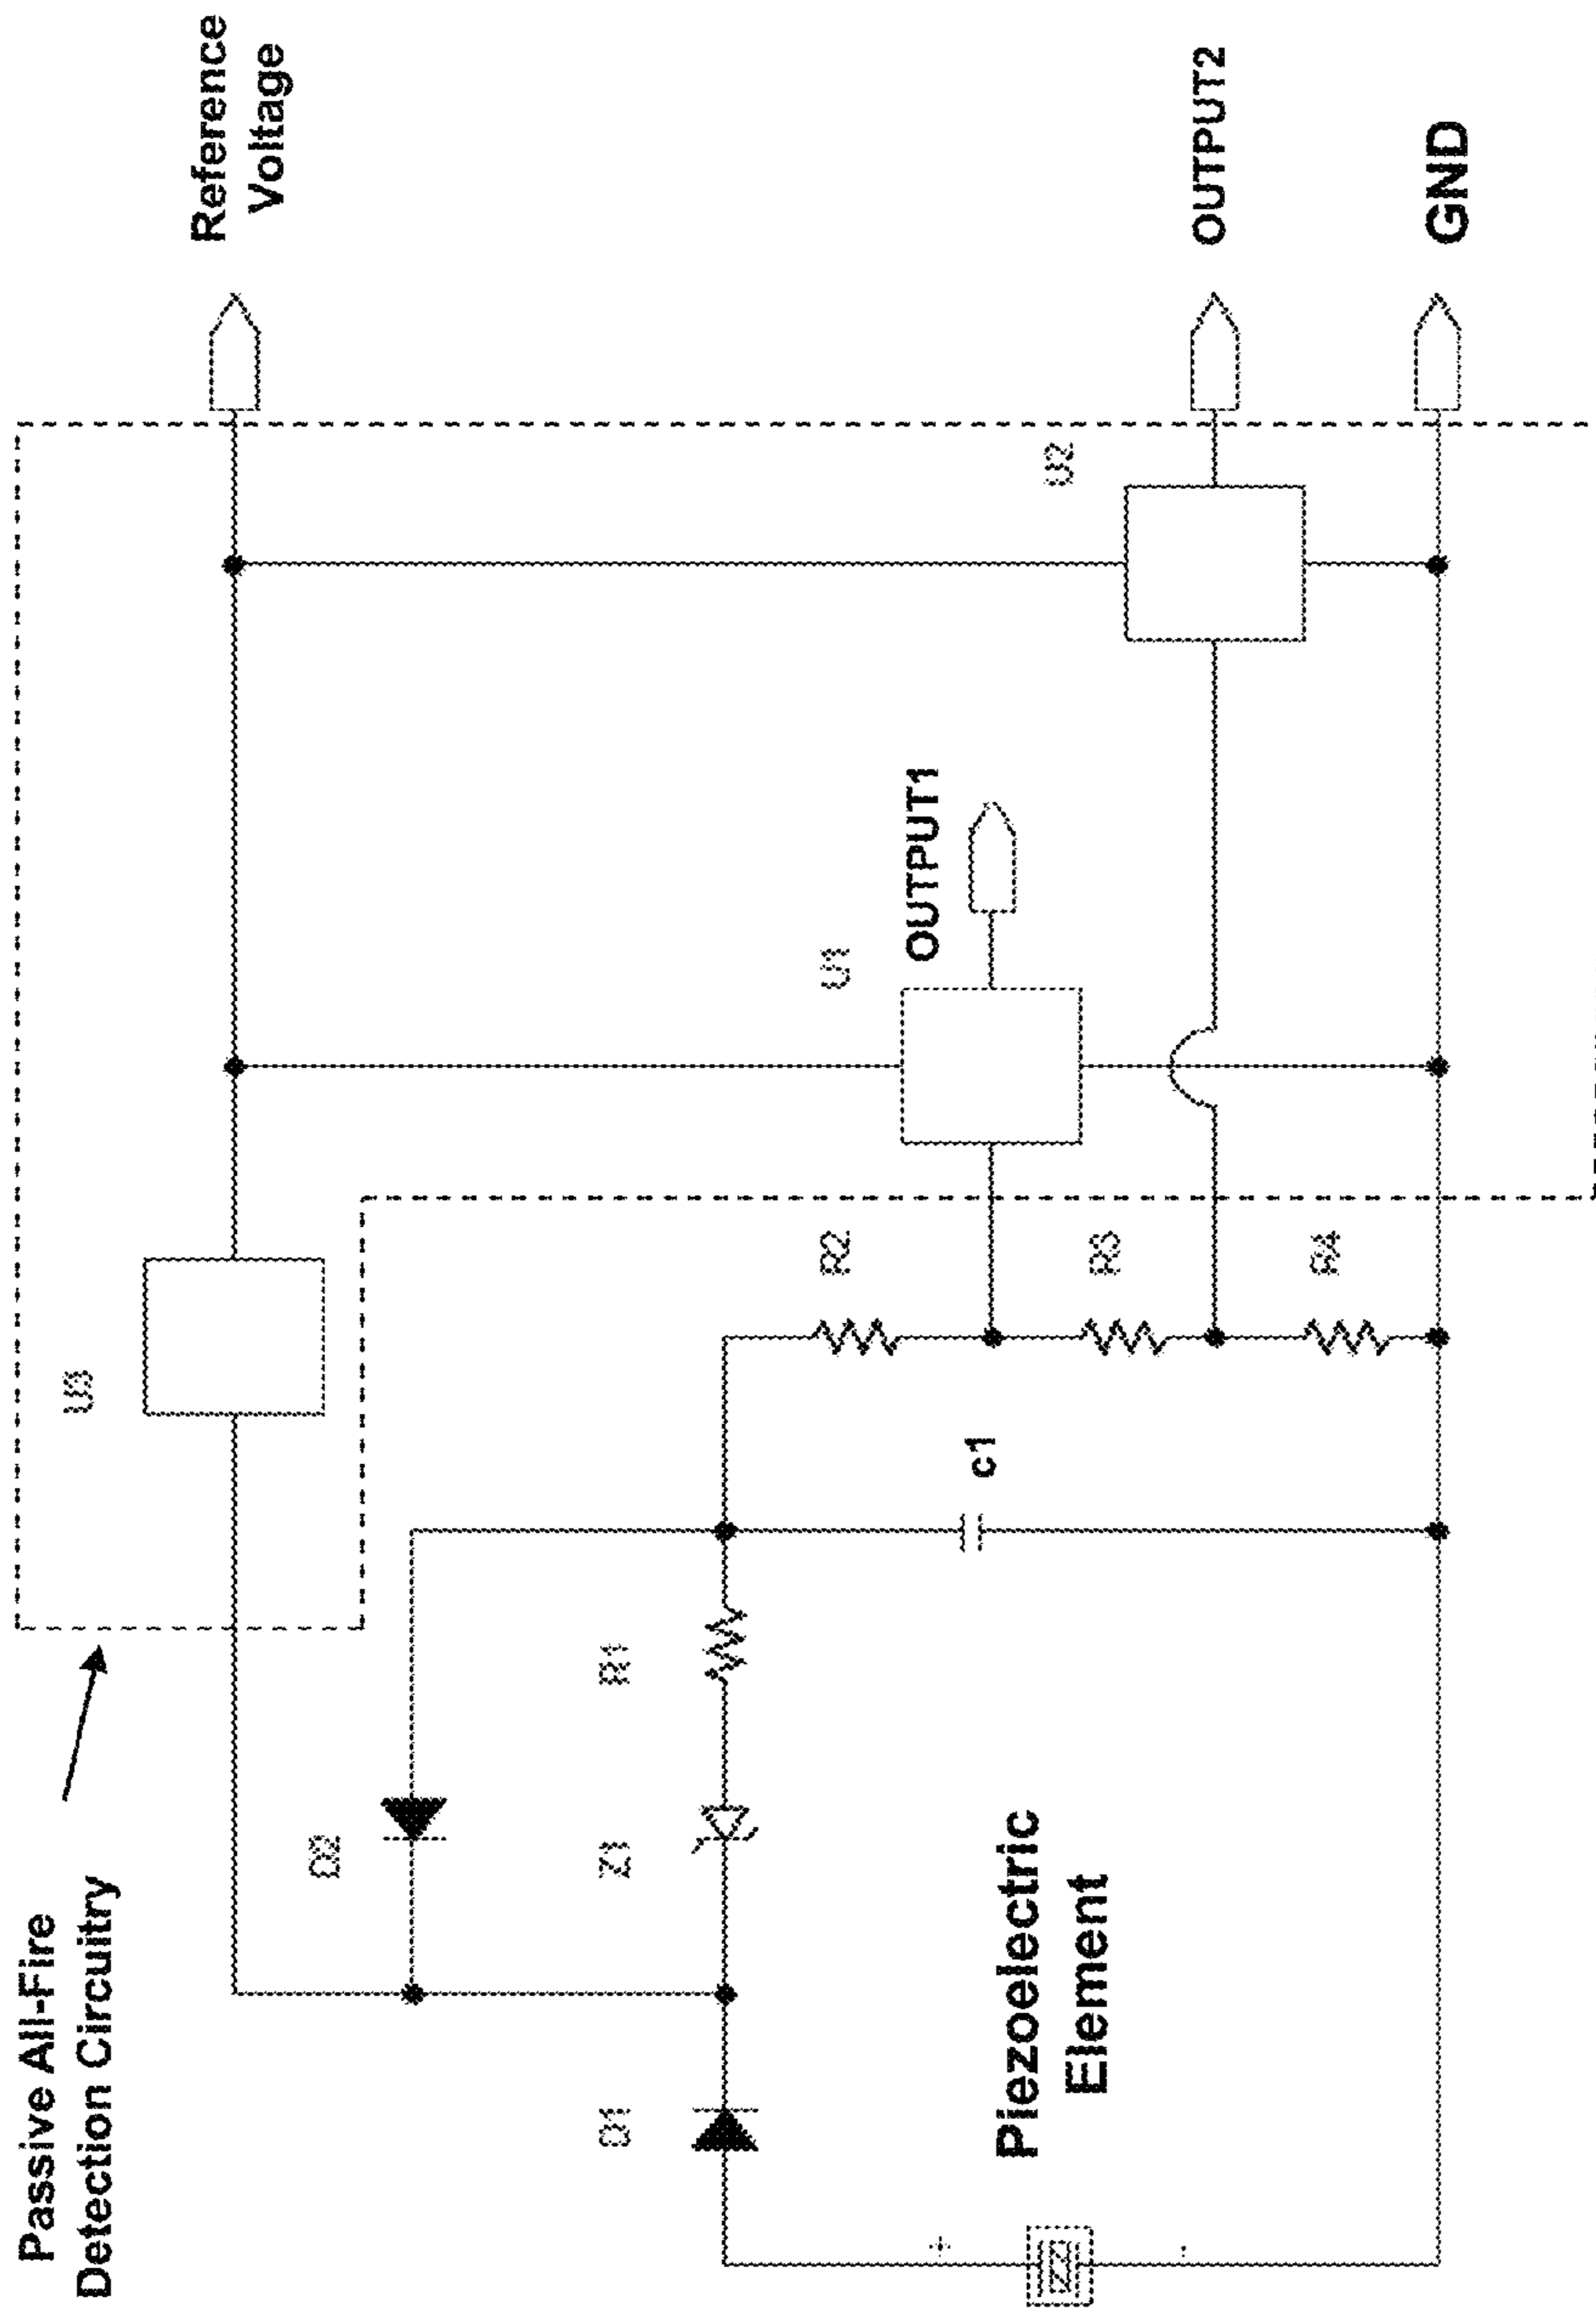 Passive All-Fire
Detection Circuitry
U3
Reference
Voltage
D2
R1
Z1
D1
c1
R2
R3
R4
U1
OUTPUT1
U2
OUTPUT2
GND
Piezoelectric
Element
+
-